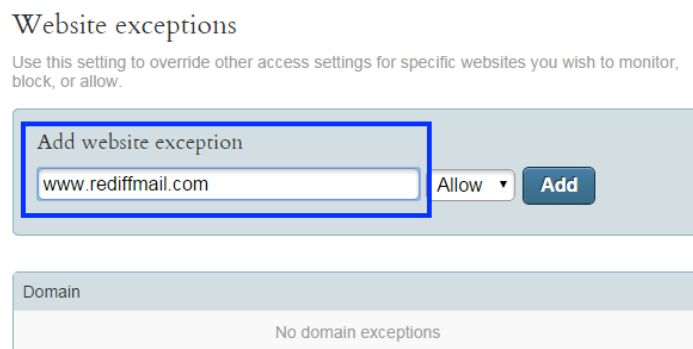 Website exceptions
Use this setting to override other access settings for specific websites you wish to monitor,
block, or allow.
Add website exception
www.rediffmail.com Allow Add
Domain
No domain exceptions